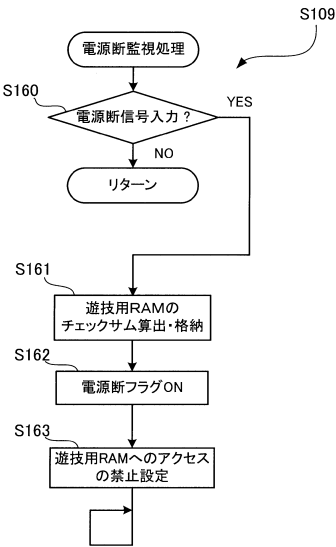 S109
電源断監視処理
S160
電源断信号入力？
YES
NO
リターン
S161
遊技用RAMの
チェックサム算出・格納
S162
電源断フラグON
S163
遊技用RAMへのアクセス
の禁止設定